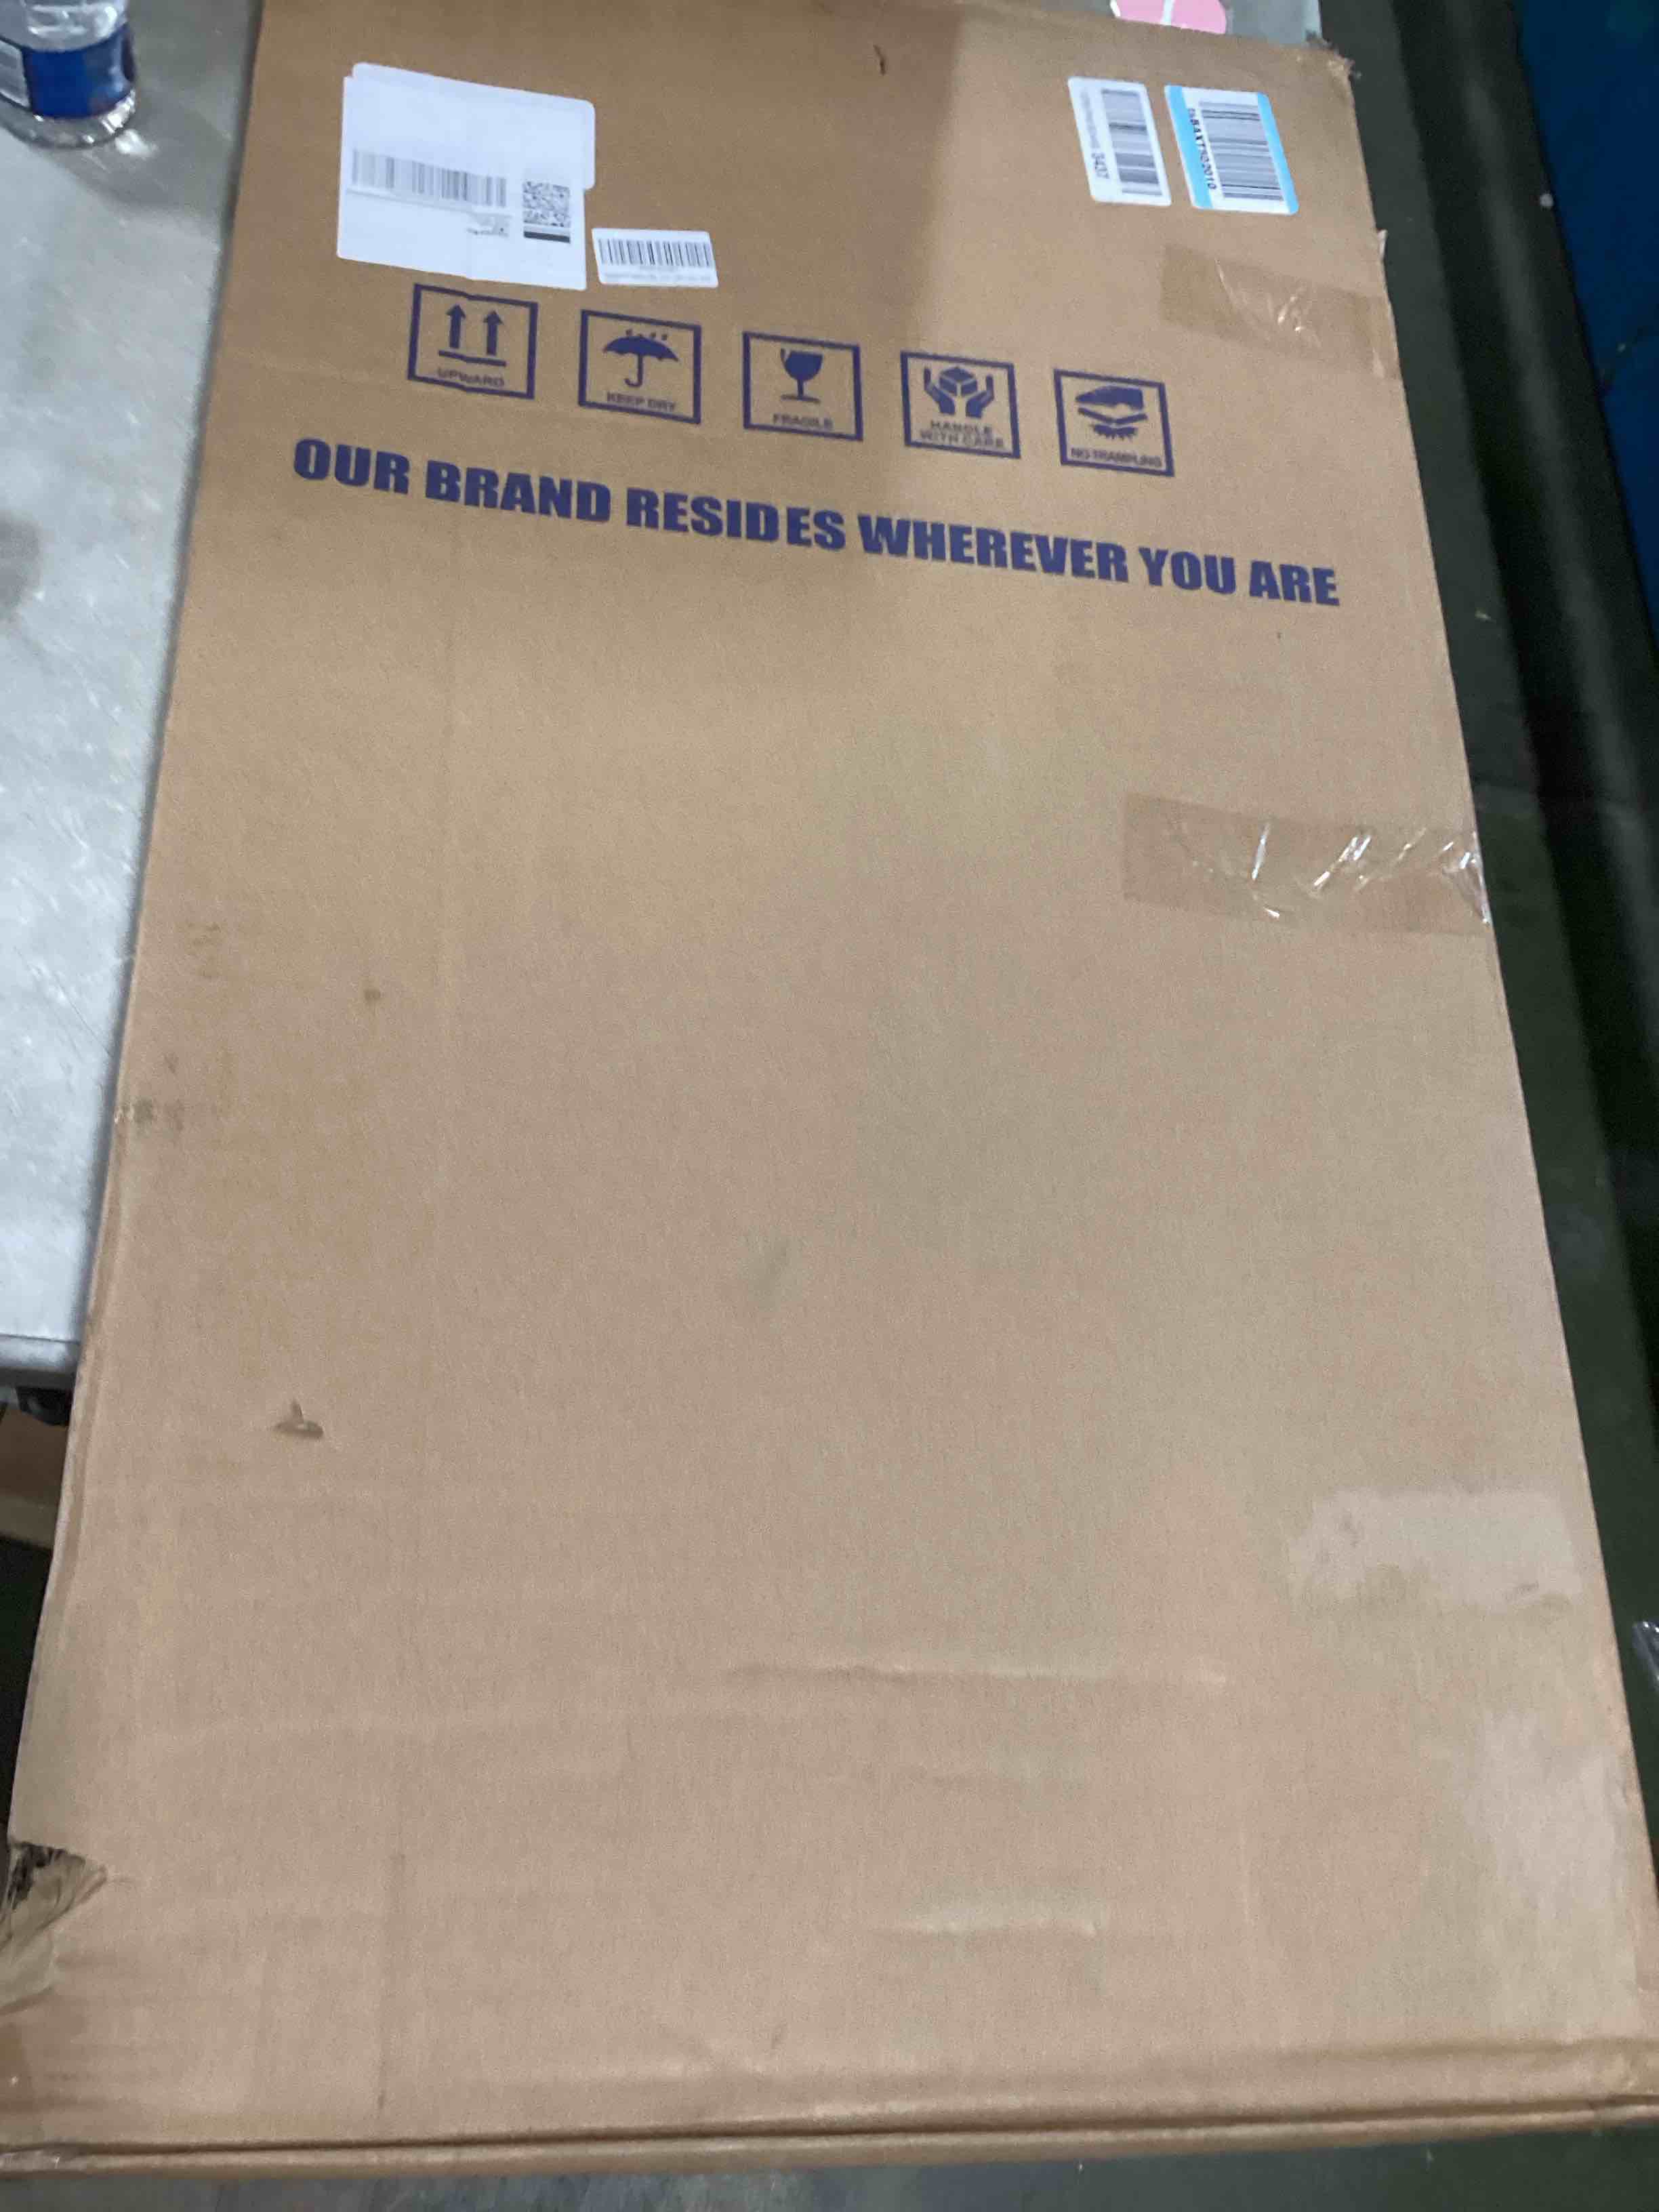 UPWARD
KEEP DRY
FRAGILE
HANDLE
WITH CARE
NO TRAMPLING
OUR BRAND RESIDES WHEREVER YOU ARE